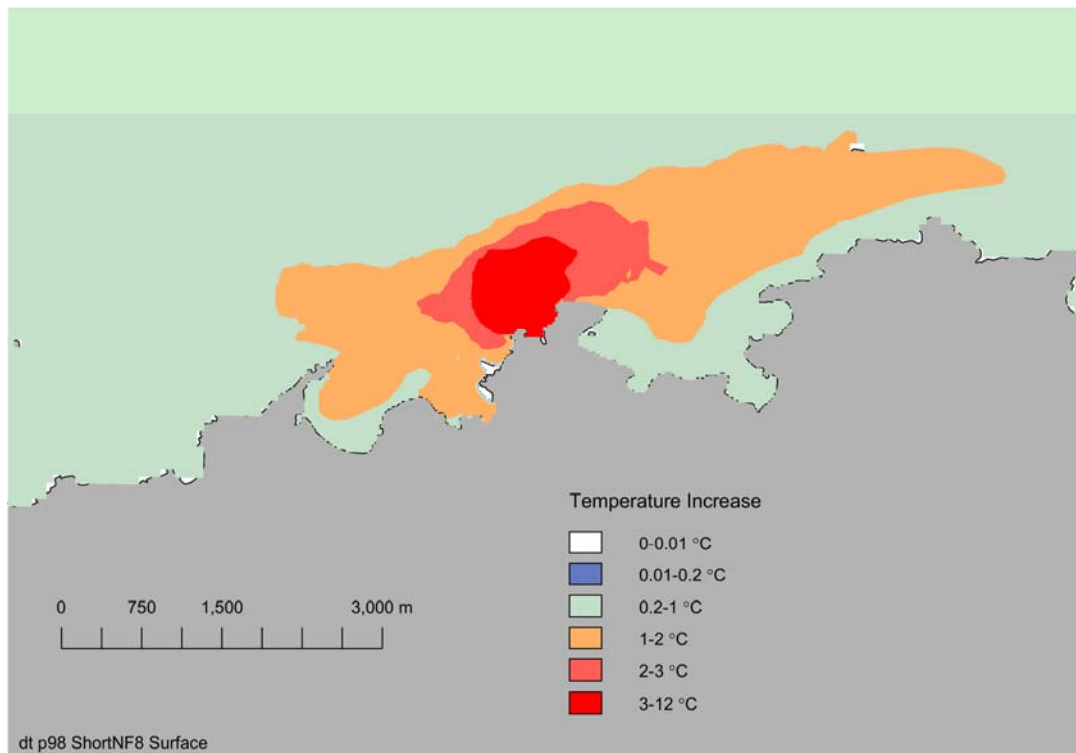 Temperature Increase
0-0.01 °C
0.01-0.2 °C
0.2-1 °C
1-2 °C
2-3 °C
3-12 °C
0 750 1,500 3,000 m
dt p98 ShortNF8 Surface